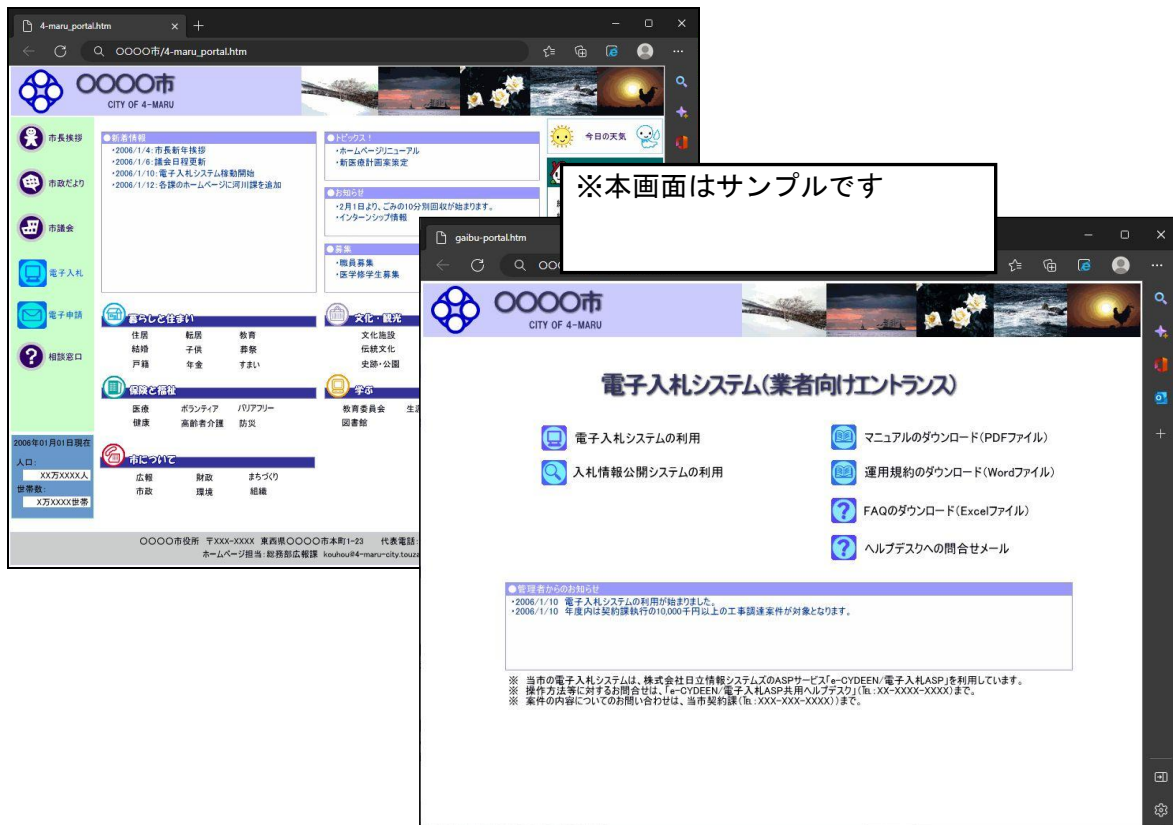 4-maru_portal.htm
〇〇〇〇市/4-maru_portal.htm
〇〇〇〇市
CITY OF 4-MARU
市長挨拶
市政だより
市議会
電子入札
電子申請
相談窓口
2006年01月01日現在
人口:
XX万XXXX人
世帯数:
X万XXXX世帯
●新着情報
・2006/1/4:市長新年挨拶
・2006/1/6:議会日程更新
・2006/1/10:電子入札システム稼動開始
・2006/1/12:各課のホームページに河川課を追加
●トピックス!
・ホームページリニューアル
・新医療計画案策定
●お知らせ
・2月1日より、ごみの10分別回収が始まります。
・インターンシップ情報
●募集
・職員募集
・医学修学生募集
今日の天気
暮らしと住まい
住居 転居 教育
結婚 子供 葬祭
戸籍 年金 すまい
文化・観光
文化施設
伝統文化
史跡・公園
保険と福祉
医療 ボランティア バリアフリー
健康 高齢者介護 防災
学ぶ
教育委員会
図書館
市について
広報 財政 まちづくり
市政 環境 組織
〇〇〇〇市役所 〒XXX-XXXX 東西県〇〇〇〇市本町1-23 代表電話:
ホームページ担当:総務部広報課 kouhou@4-maru-city.touza
※本画面はサンプルです
gaibu-portal.htm
〇〇〇〇市
CITY OF 4-MARU
電子入札システム(業者向けエントランス)
電子入札システムの利用
入札情報公開システムの利用
マニュアルのダウンロード(PDFファイル)
運用規約のダウンロード(Wordファイル)
FAQのダウンロード(Excelファイル)
ヘルプデスクへの問合せメール
●管理者からのお知らせ
・2006/1/10 電子入札システムの利用が始まりました。
・2006/1/10 年度内は契約課執行の10,000千円以上の工事調達案件が対象となります。
※ 当市の電子入札システムは、株式会社日立情報システムズのASPサービス「e-CYDEEN/電子入札ASP」を利用しています。
※ 操作方法等に対するお問合せは、「e-CYDEEN/電子入札ASP共用ヘルプデスク」(℡:XX-XXXX-XXXX)まで。
※ 案件の内容についてのお問い合わせは、当市契約課(℡:XXX-XXX-XXXX))まで。